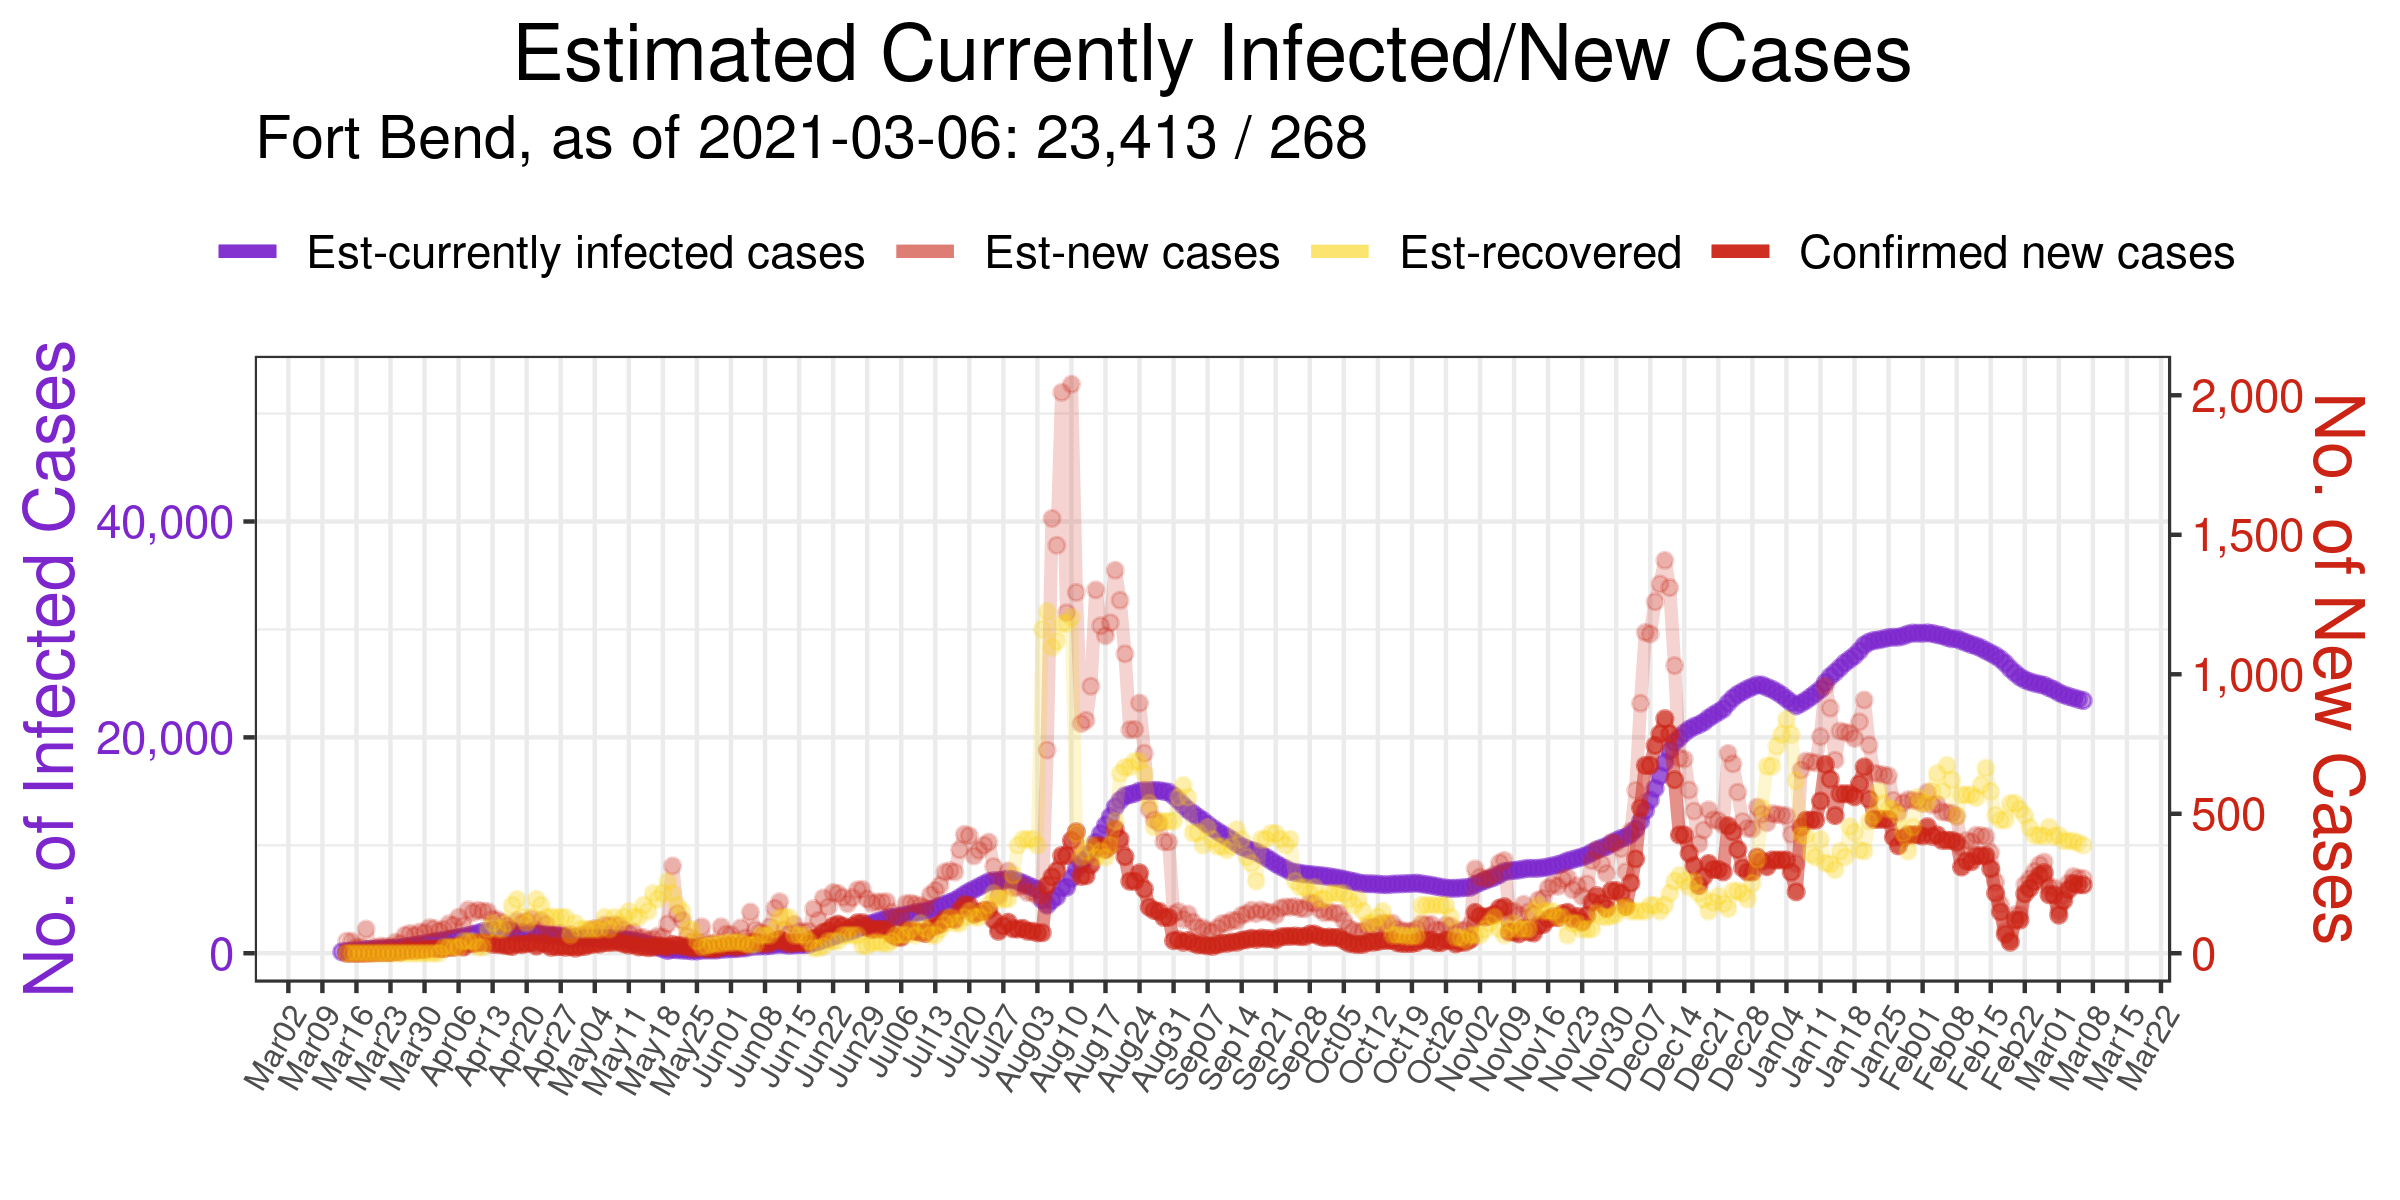 Estimated Currently Infected/New Cases
Fort Bend, as of 2021-03-06: 23,413 / 268
Est-currently infected cases Est-new cases Est-recovered Confirmed new cases
No. of Infected Cases
40,000
20,000
0
2,000
1,500
1,000
500
0
No. of New Cases
Mar02 Mar09 Mar16 Mar23 Mar30 Apr06 Apr13 Apr20 Apr27 May04 May11 May18 May25 Jun01 Jun08 Jun15 Jun22 Jun29 Jul06 Jul13 Jul20 Jul27 Aug03 Aug10 Aug17 Aug24 Aug31 Sep07 Sep14 Sep21 Sep28 Oct05 Oct12 Oct19 Oct26 Nov02 Nov09 Nov16 Nov23 Nov30 Dec07 Dec14 Dec21 Dec28 Jan04 Jan11 Jan18 Jan25 Feb01 Feb08 Feb15 Feb22 Mar01 Mar08 Mar15 Mar22